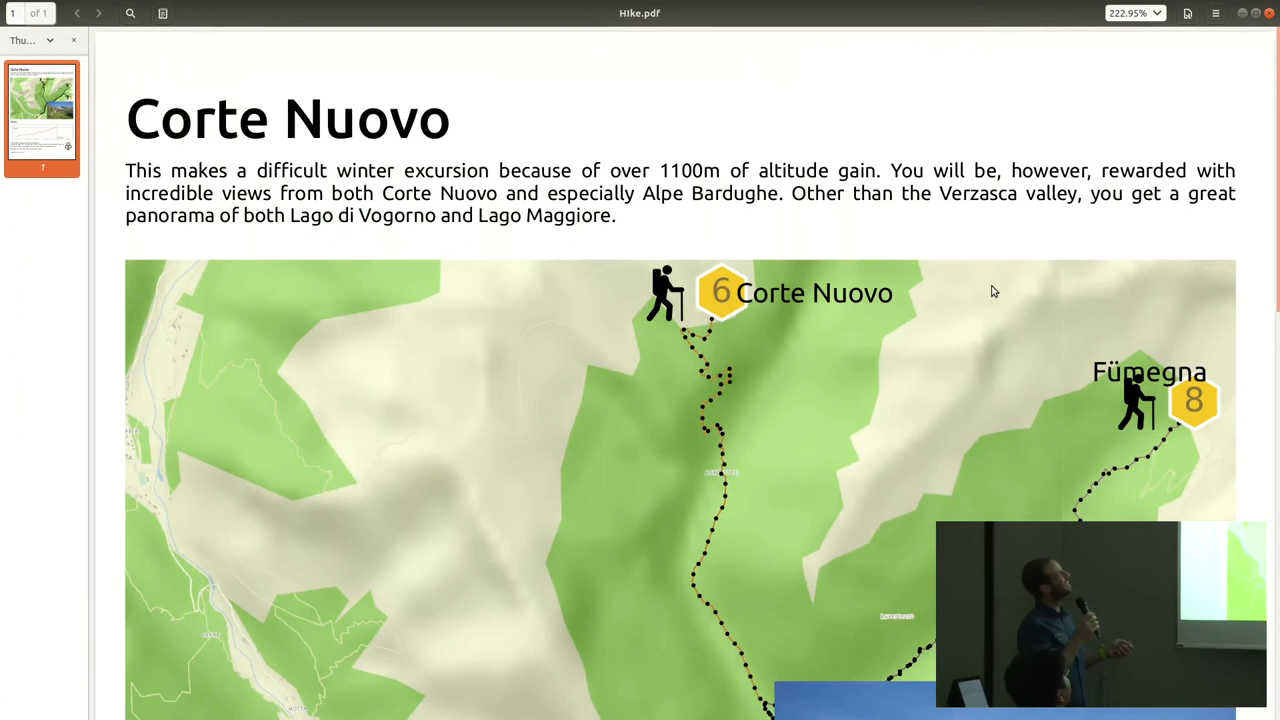 1 of 1
HIke.pdf
222.95%
Thu...
1
Corte Nuovo
This makes a difficult winter excursion because of over 1100m of altitude gain. You will be, however, rewarded with
incredible views from both Corte Nuovo and especially Alpe Bardughe. Other than the Verzasca valley, you get a great
panorama of both Lago di Vogorno and Lago Maggiore.
6 Corte Nuovo
Fümegna
8